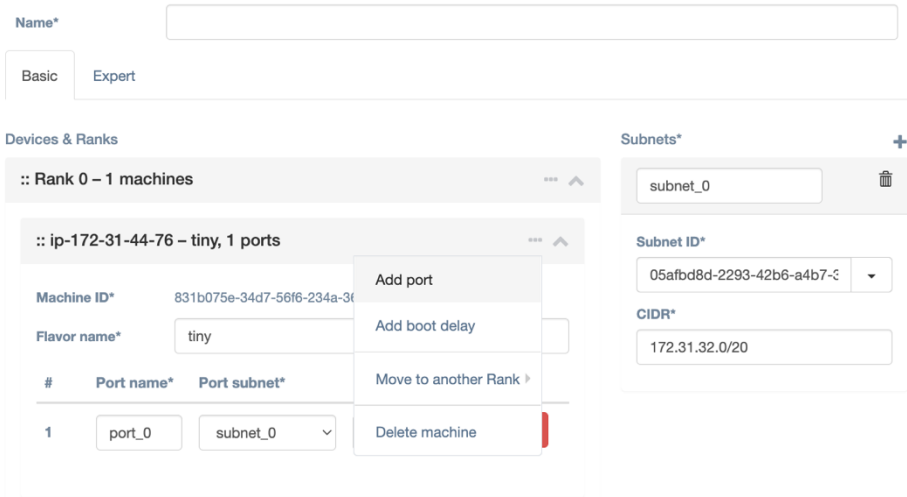 Name*
Basic
Expert
Devices & Ranks
:: Rank 0 – 1 machines
:: ip-172-31-44-76 – tiny, 1 ports
Add port
Machine ID*
831b075e-34d7-56f6-234a-36
Add boot delay
Flavor name*
tiny
Move to another Rank
# Port name* Port subnet*
1 port_0 subnet_0
Delete machine
Subnets*
subnet_0
Subnet ID*
05afbd8d-2293-42b6-a4b7-3
CIDR*
172.31.32.0/20